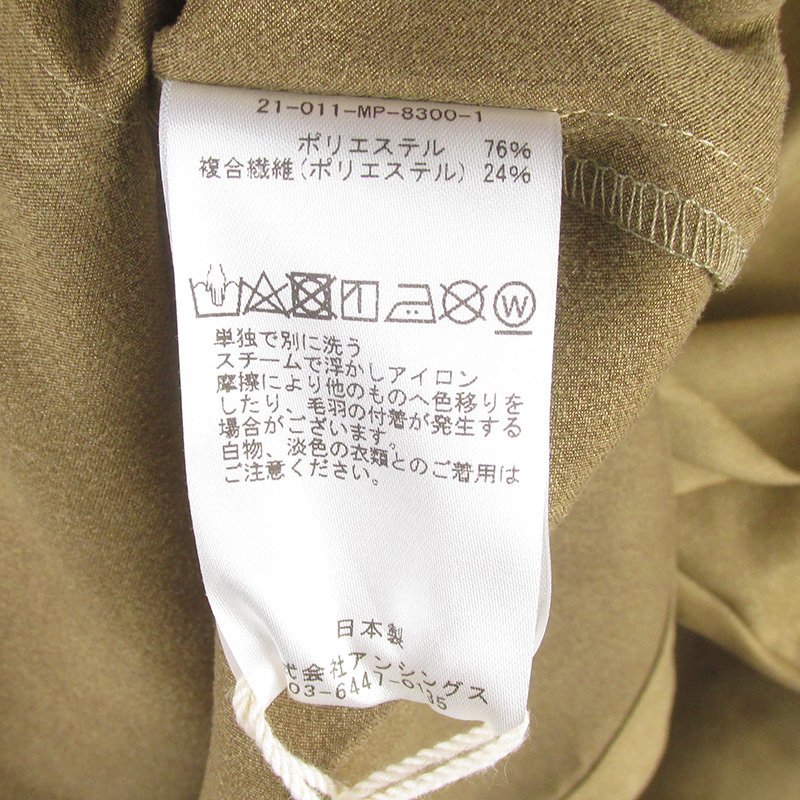 21-011-MP-8300-1
ポリエステル 76%
複合繊維(ポリエステル) 24%
W
単独で別に洗う
スチームで浮かしアイロン
摩擦により他のものへ色移りを
したり、毛羽の付着が発生する
場合がございます。
白物、淡色の衣類とのご着用は
ご注意ください。
日本製
式会社アンシングス
03-6447-0135